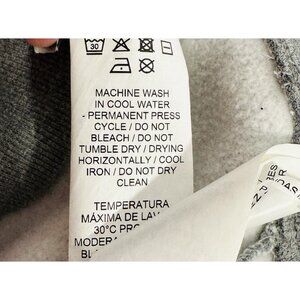 30
MACHINE WASH
IN COOL WATER
- PERMANENT PRESS
CYCLE / DO NOT
BLEACH / DO NOT
TUMBLE DRY / DRYING
HORIZONTALLY / COOL
IRON / DO NOT DRY
CLEAN
TEMPERATURA
MÁXIMA DE LAV
30°C PRO
MODERA